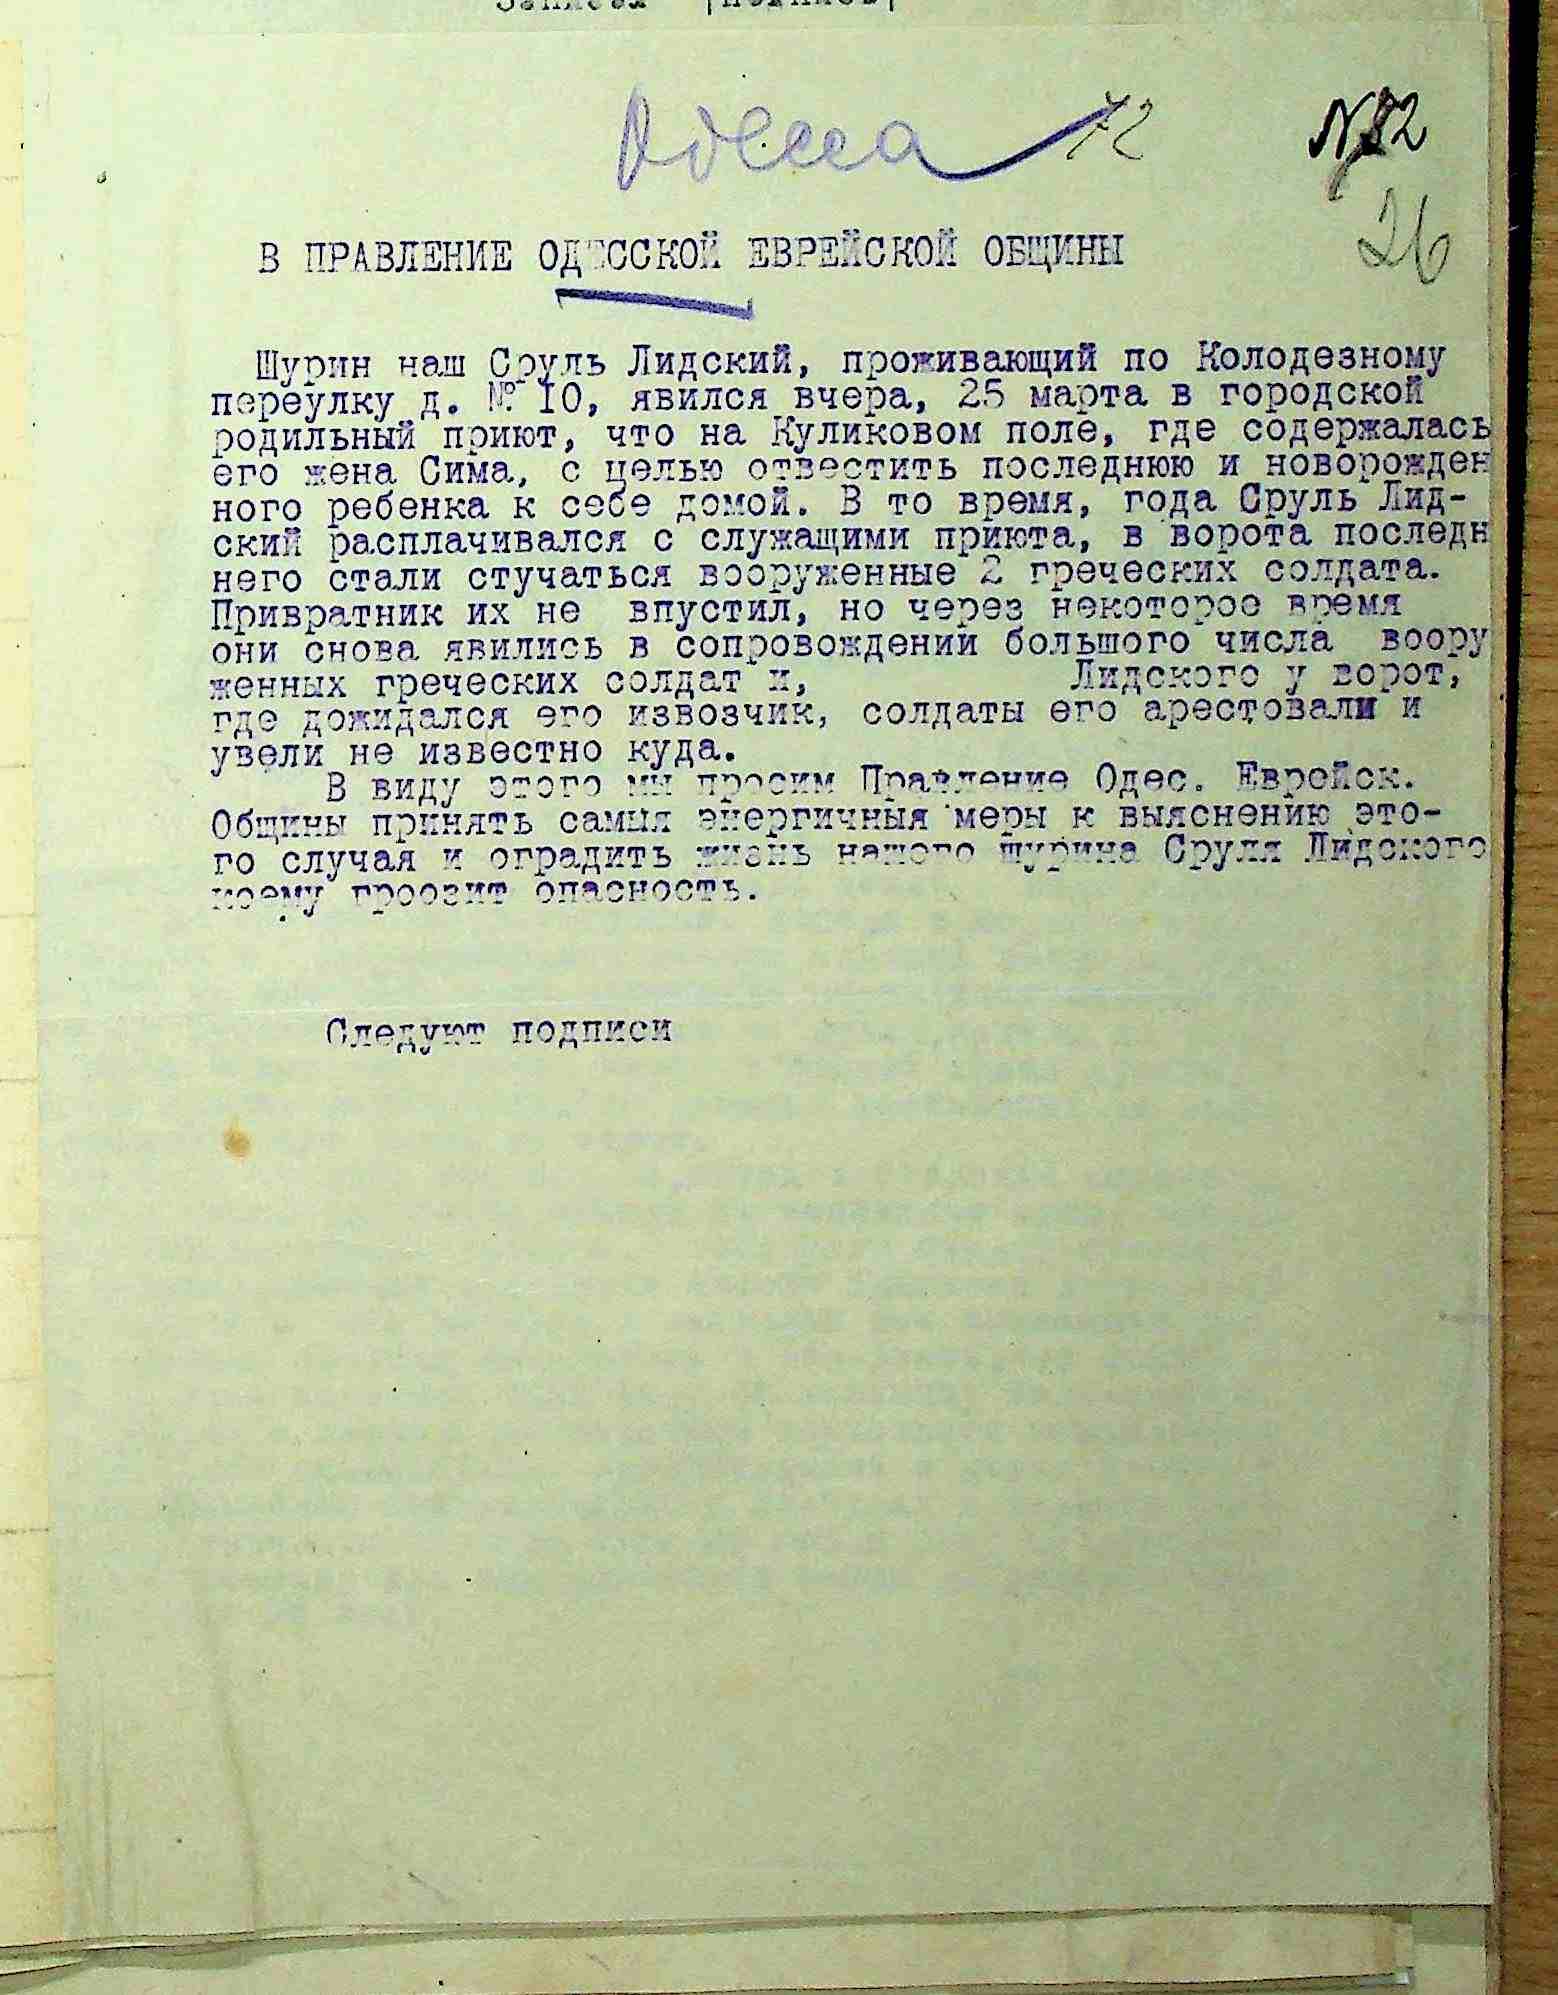 Одесса 72
№ 82
26
В ПРАВЛЕНИЕ ОДЕССКОЙ ЕВРЕЙСКОЙ ОБЩИНЫ
Шурин наш Сруль Лидский, проживающий по Колодезному
переулку д. № 10, явился вчера, 25 марта в городской
родильный приют, что на Куликовом поле, где содержалась
его жена Сима, с целью отвестить последнюю и новорожден
ного ребенка к себе домой. В то время, года Сруль Лид-
ский расплачивался с служащими приюта, в ворота последн
него стали стучаться вооруженные 2 греческих солдата.
Привратник их не впустил, но через некоторое время
они снова явились в сопровождении большого числа воору
женных греческих солдат и, Лидского у ворот,
где дожидался его извозчик, солдаты его арестовали и
увели не известно куда.
В виду этого мы просим Правление Одес. Еврейск.
Общины принять самыя энергичныя меры к выяснению это-
го случая и оградить жизнь нашего шурина Сруля Лидского
коему гроозит опасность.
Следуют подписи